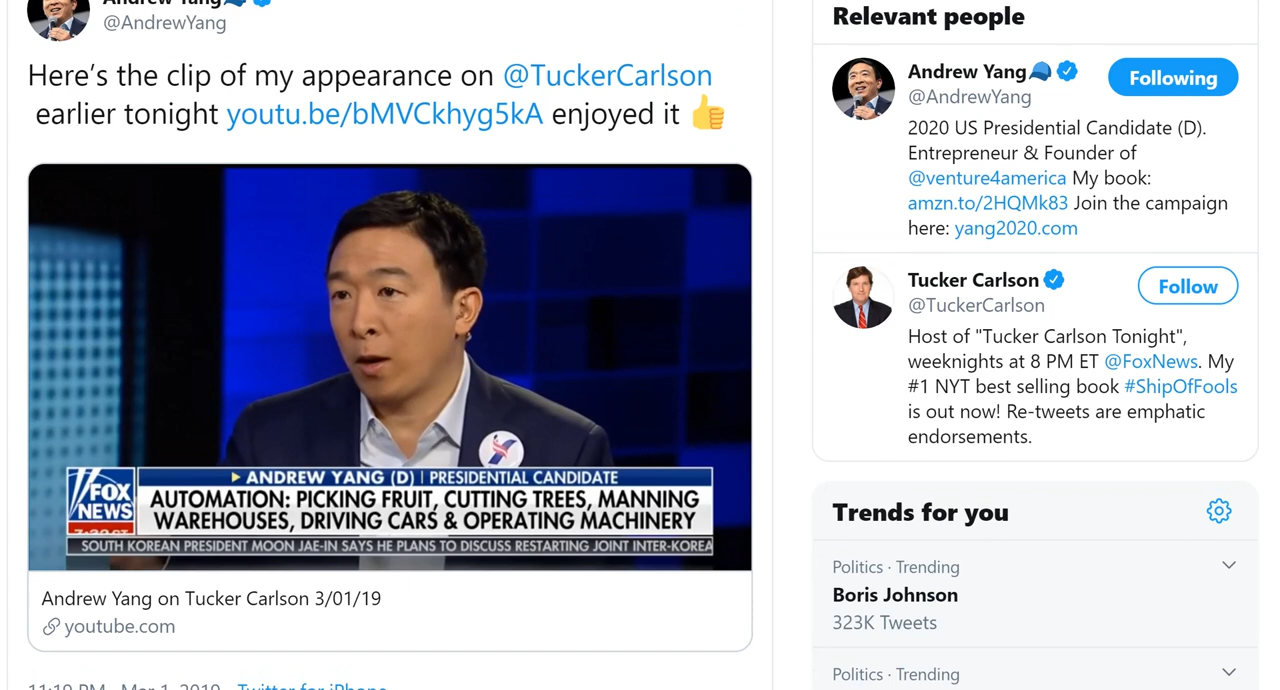 Andrew Yang
@AndrewYang
Here's the clip of my appearance on @TuckerCarlson
earlier tonight youtu.be/bMVCkhyg5kA enjoyed it
ANDREW YANG (D) | PRESIDENTIAL CANDIDATE
FOX
NEWS
AUTOMATION: PICKING FRUIT, CUTTING TREES, MANNING
WAREHOUSES, DRIVING CARS & OPERATING MACHINERY
SOUTH KOREAN PRESIDENT MOON JAE-IN SAYS HE PLANS TO DISCUSS RESTARTING JOINT INTER-KOREA
Andrew Yang on Tucker Carlson 3/01/19
youtube.com
11:19 PM · Mar 1, 2019 · Twitter for iPhone
Relevant people
Andrew Yang
Following
@AndrewYang
2020 US Presidential Candidate (D).
Entrepreneur & Founder of
@venture4america My book:
amzn.to/2HQMk83 Join the campaign
here: yang2020.com
Tucker Carlson
Follow
@TuckerCarlson
Host of "Tucker Carlson Tonight",
weeknights at 8 PM ET @FoxNews. My
#1 NYT best selling book #ShipOfFools
is out now! Re-tweets are emphatic
endorsements.
Trends for you
Politics · Trending
Boris Johnson
323K Tweets
Politics · Trending